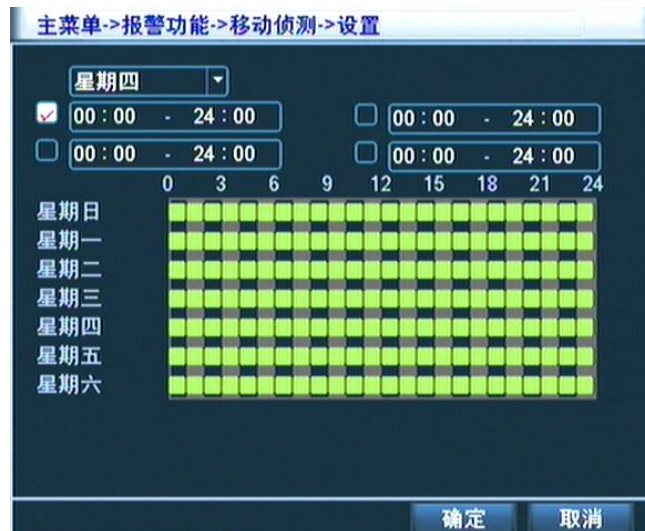 主菜单->报警功能->移动侦测->设置
星期四
00：00 - 24：00 00：00 - 24：00
00：00 - 24：00 00：00 - 24：00
0 3 6 9 12 15 18 21 24
星期日
星期一
星期二
星期三
星期四
星期五
星期六
确定 取消